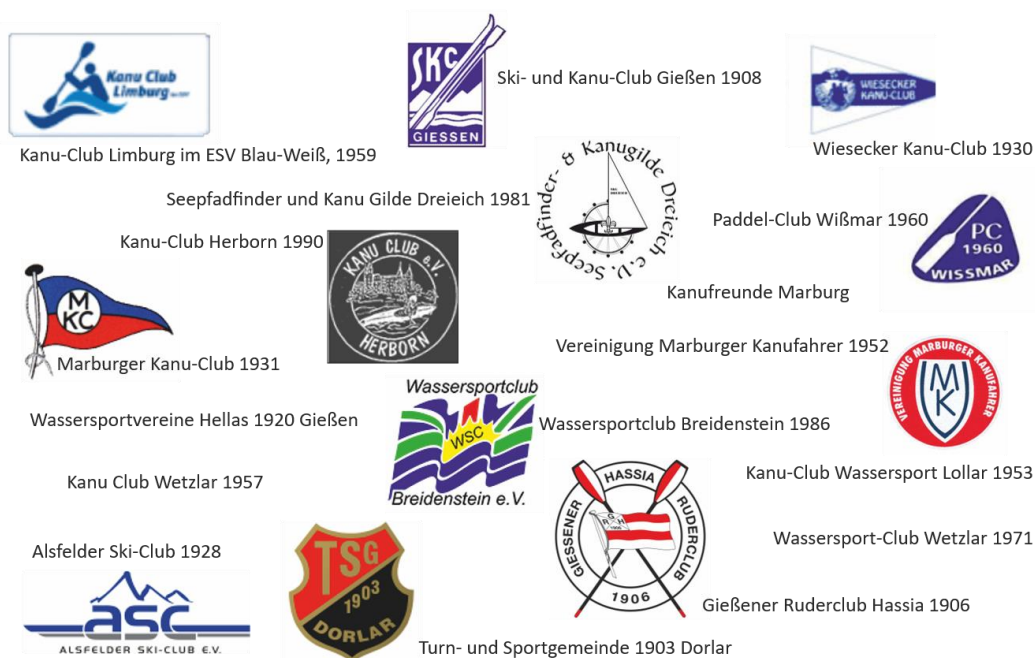 Kanu Club
Limburg
SKC
GIESSEN
Ski- und Kanu-Club Gießen 1908
WIESECKER
KANU-CLUB
Kanu-Club Limburg im ESV Blau-Weiß, 1959
Wiesecker Kanu-Club 1930
Seepfadfinder- & Kanugilde Dreieich e.V.
Seepfadfinder und Kanu Gilde Dreieich 1981
Paddel-Club Wißmar 1960
PC
1960
WISSMAR
Kanu-Club Herborn 1990
KANU CLUB e.V.
HERBORN
Kanufreunde Marburg
M
KC
Marburger Kanu-Club 1931
Vereinigung Marburger Kanufahrer 1952
VEREINIGUNG MARBURGER KANUFAHRER
M
K
Wassersportclub
WSC
Breidenstein e.V.
Wassersportvereine Hellas 1920 Gießen
Wassersportclub Breidenstein 1986
Kanu-Club Wassersport Lollar 1953
Kanu Club Wetzlar 1957
GIESSENER HASSIA RUDERCLUB
R G H
1906
Wassersport-Club Wetzlar 1971
Alsfelder Ski-Club 1928
asc
ALSFELDER SKI-CLUB E.V.
TSG
1903
DORLAR
Gießener Ruderclub Hassia 1906
Turn- und Sportgemeinde 1903 Dorlar